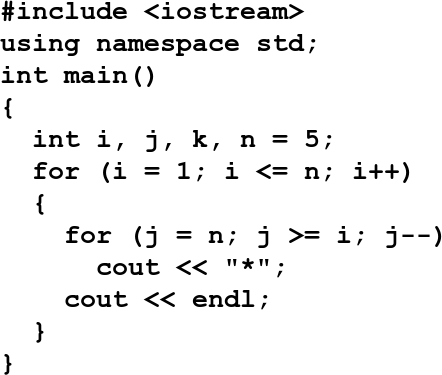 #include <iostream>
using namespace std;
int main()
{
  int i, j, k, n = 5;
  for (i = 1; i <= n; i++)
  {
    for (j = n; j >= i; j--)
      cout << "*";
    cout << endl;
  }
}